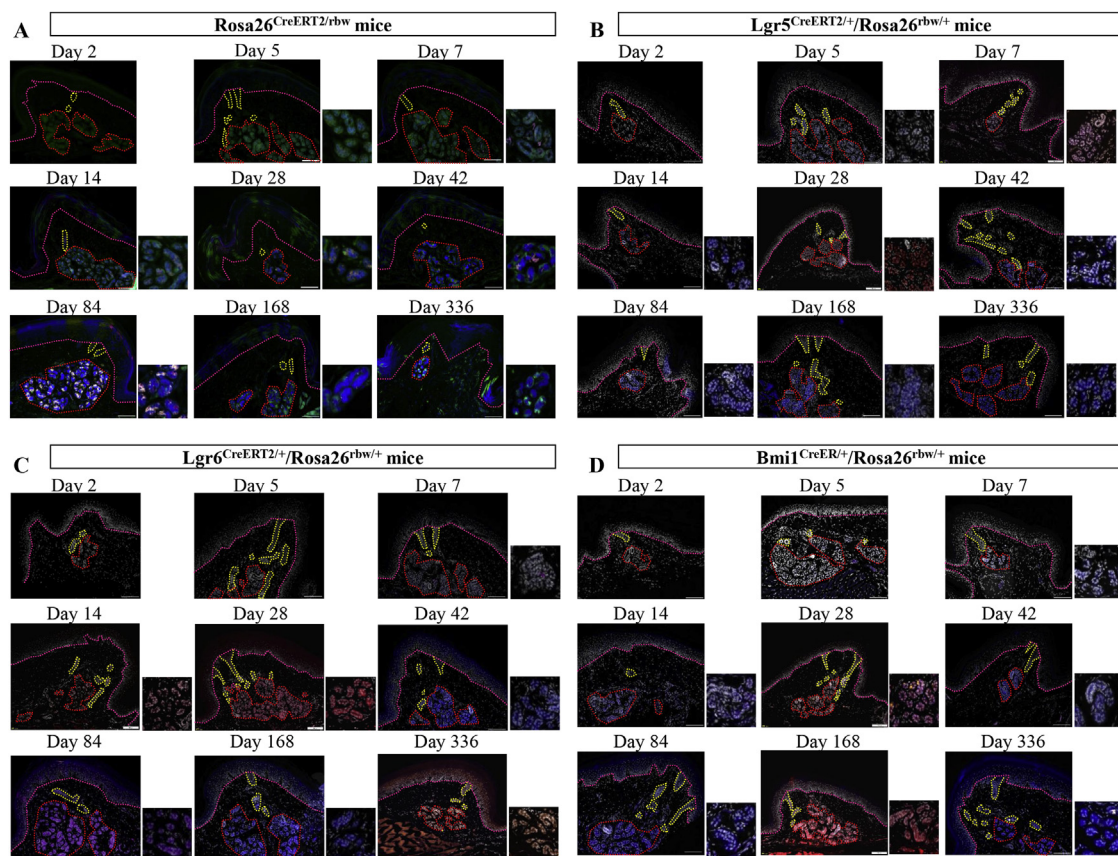 A
Rosa26CreERT2/rbw mice
Day 2
Day 5
Day 7
Day 14
Day 28
Day 42
Day 84
Day 168
Day 336
B
Lgr5CreERT2/+/Rosa26rbw/+ mice
Day 2
Day 5
Day 7
Day 14
Day 28
Day 42
Day 84
Day 168
Day 336
C
Lgr6CreERT2/+/Rosa26rbw/+ mice
Day 2
Day 5
Day 7
Day 14
Day 28
Day 42
Day 84
Day 168
Day 336
D
Bmi1CreER/+/Rosa26rbw/+ mice
Day 2
Day 5
Day 7
Day 14
Day 28
Day 42
Day 84
Day 168
Day 336